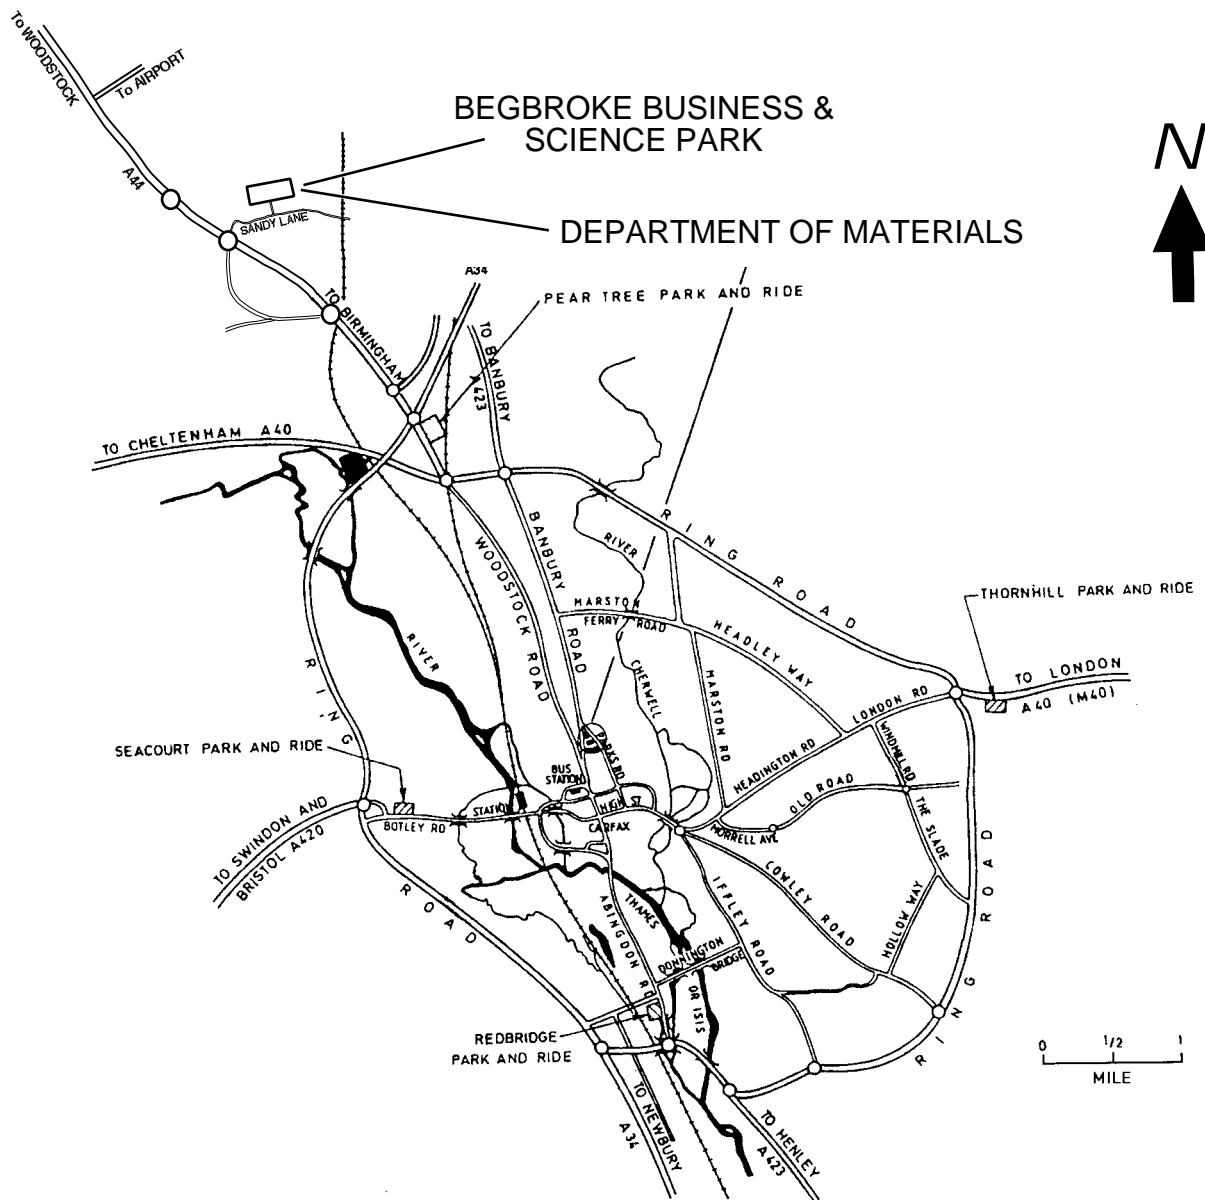 To WOODSTOCK
To AIRPORT
BEGBROKE BUSINESS &
SCIENCE PARK
N
A44
SANDY LANE
DEPARTMENT OF MATERIALS
A34
PEAR TREE PARK AND RIDE
TO BIRMINGHAM
TO BANBURY
A423
TO CHELTENHAM A40
RING ROAD
BANBURY ROAD
WOODSTOCK ROAD
RIVER
CHERWELL
THORNHILL PARK AND RIDE
MARSTON
FERRY ROAD
HEADLEY WAY
RIVER
RING
MARSTON RD
LONDON RD
TO LONDON
A40 (M40)
SEACOURT PARK AND RIDE
PARKS RD
BUS
STATION
HEADINGTON RD
WINDMILL RD
OLD ROAD
STATION
HIGH ST
BOTLEY RD
CARFAX
MORRELL AVE
THE SLADE
TO SWINDON AND
BRISTOL A420
ROAD
ABINGDON RD
THAMES
OR ISIS
IFFLEY ROAD
COWLEY ROAD
HOLLOW WAY
RING ROAD
DONNINGTON
BRIDGE
REDBRIDGE
PARK AND RIDE
0 1/2 1
MILE
TO NEWBURY
A34
TO HENLEY
A423